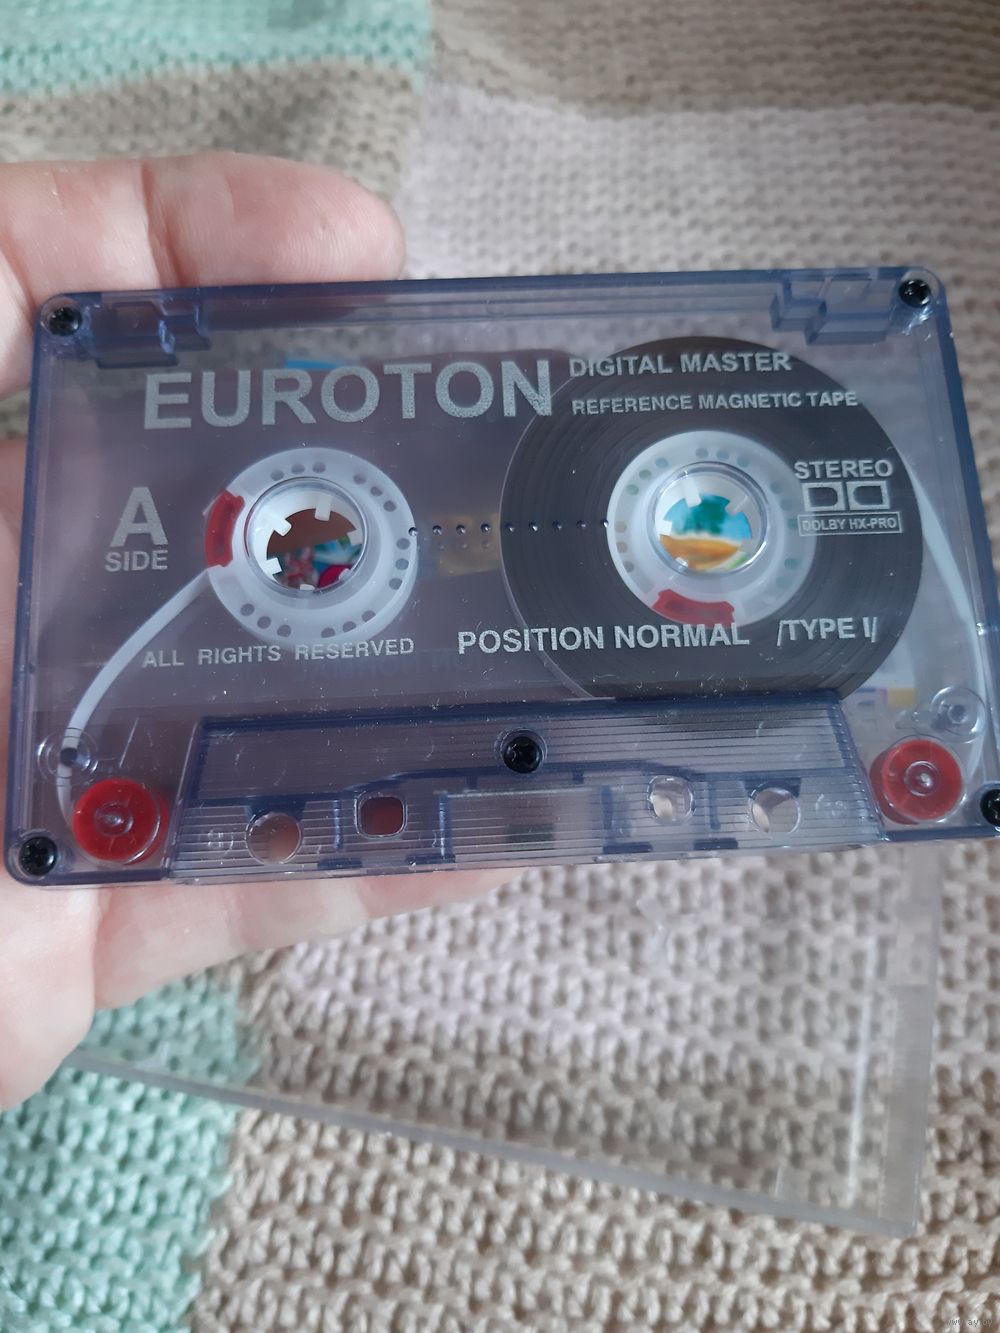 EUROTON
DIGITAL MASTER
REFERENCE MAGNETIC TAPE
STEREO
DOLBY HX-PRO
A
SIDE
ALL RIGHTS RESERVED
POSITION NORMAL /TYPE I/